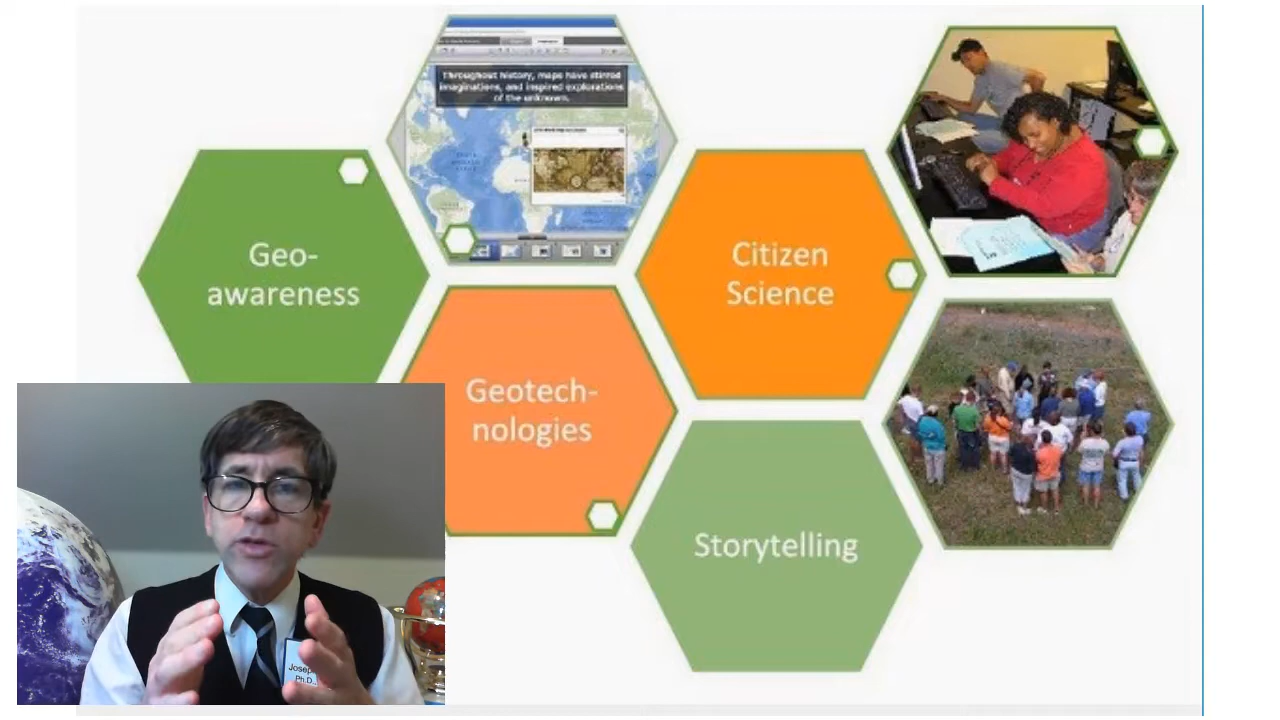 Throughout history, maps have stirred
imaginations, and inspired explorations
of the unknown.
Geo-
awareness
Citizen
Science
Geotech-
nologies
Storytelling
Ph.D.